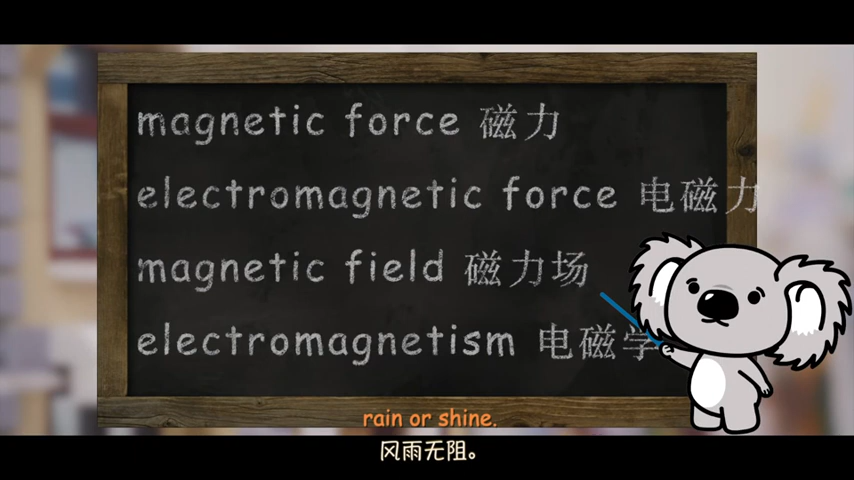 magnetic force 磁力
electromagnetic force 电磁力
magnetic field 磁力场
electromagnetism 电磁学
rain or shine.
风雨无阻。